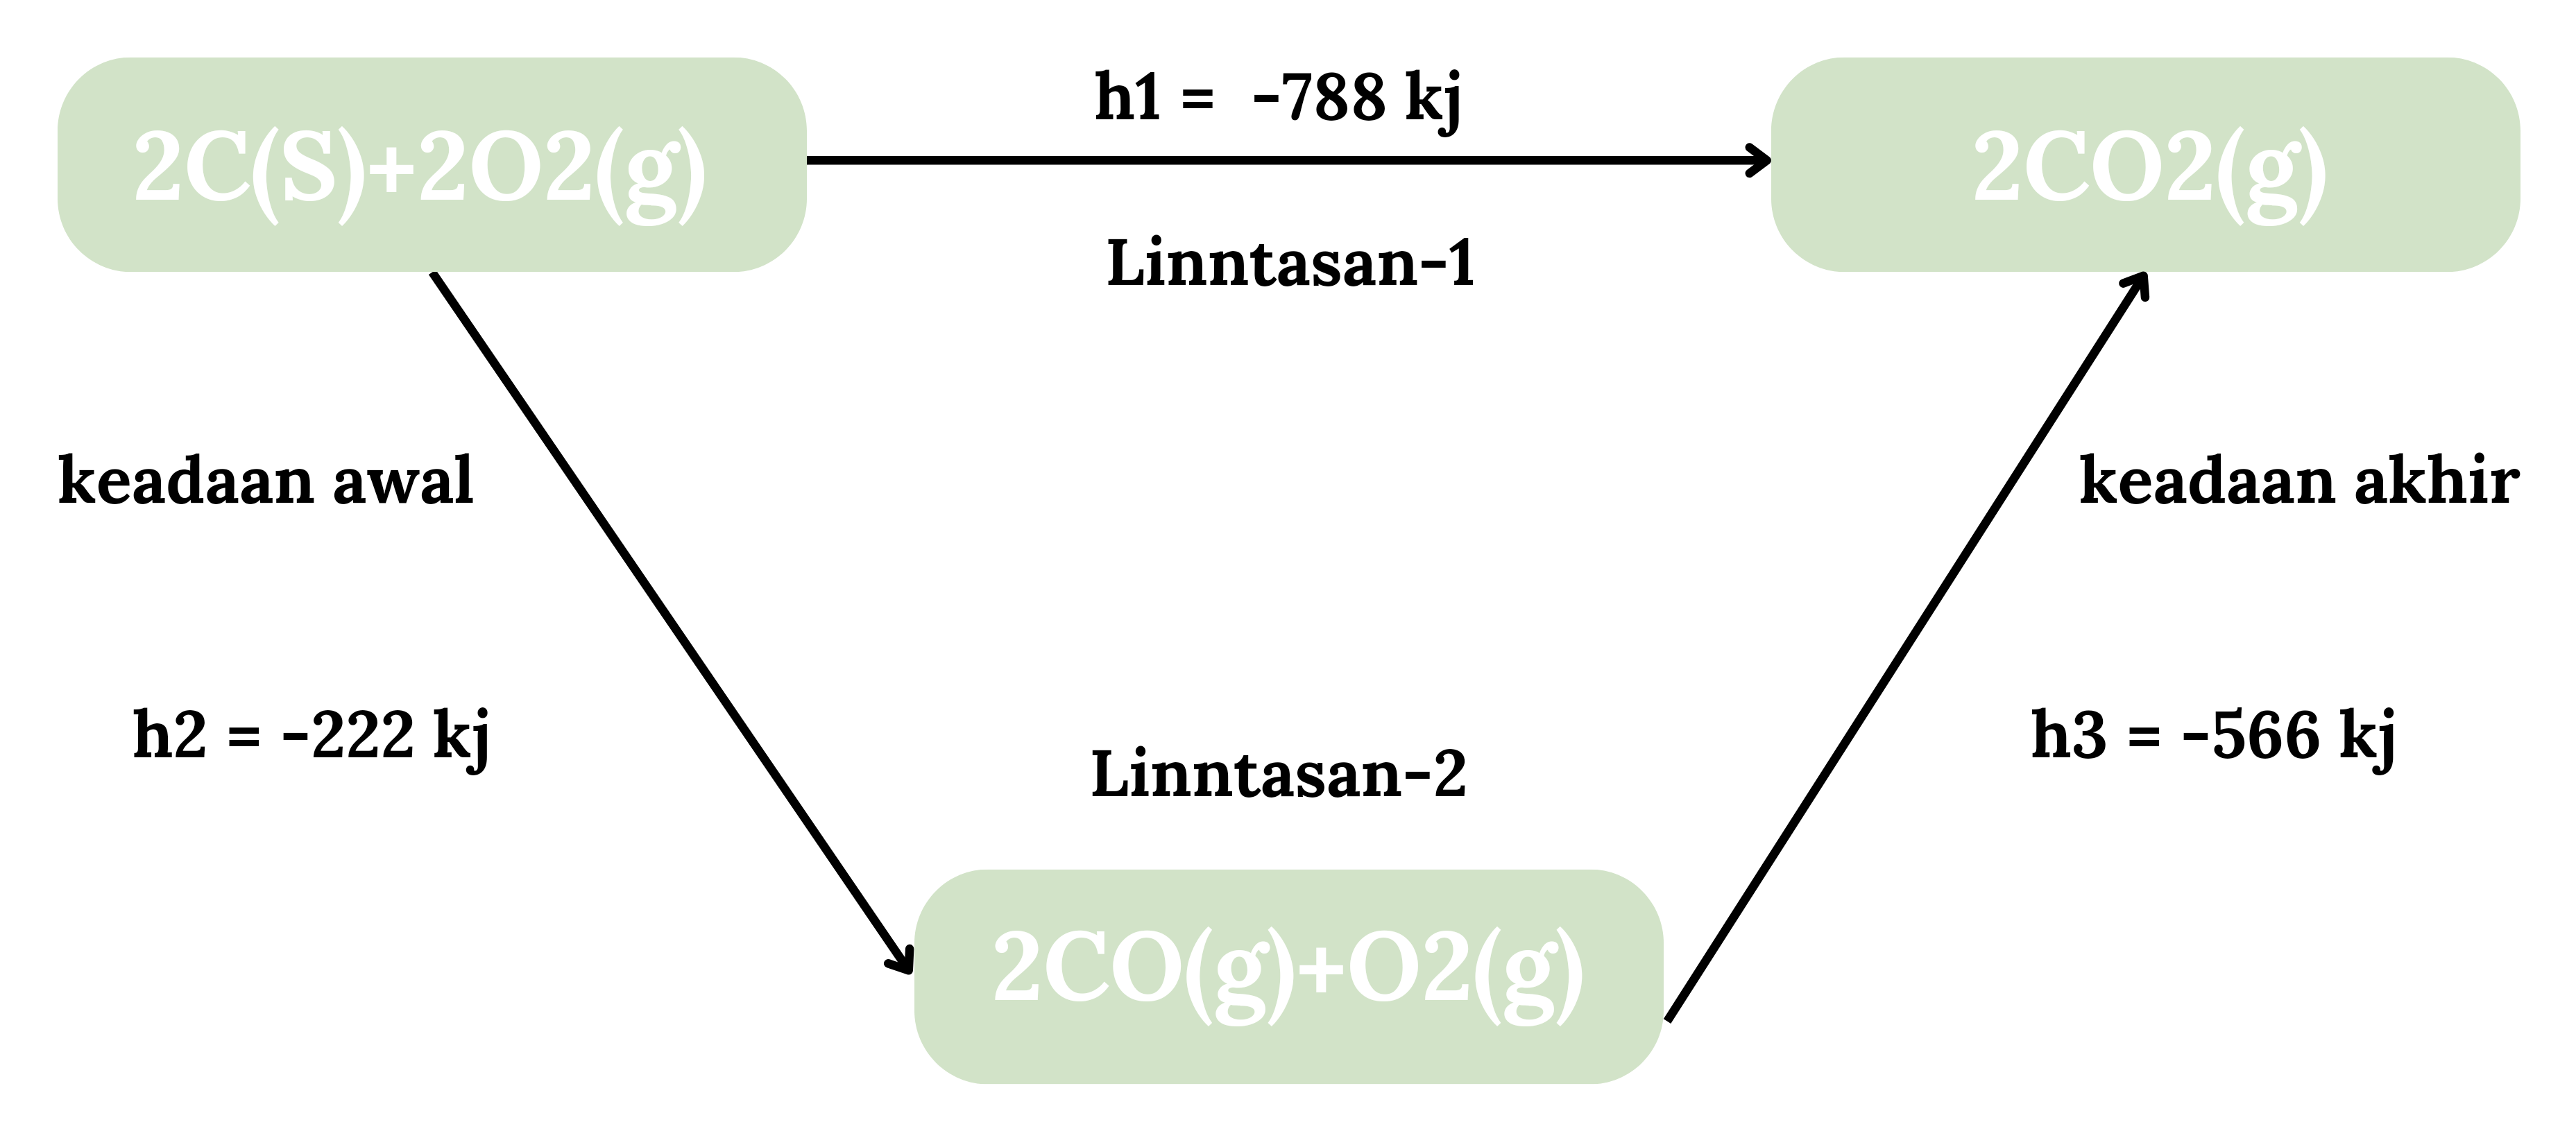 h1 =  -788 kj
2C(S)+2O2(g)
2CO2(g)
Linntasan-1
keadaan awal
keadaan akhir
h2 = -222 kj
h3 = -566 kj
Linntasan-2
2CO(g)+O2(g)